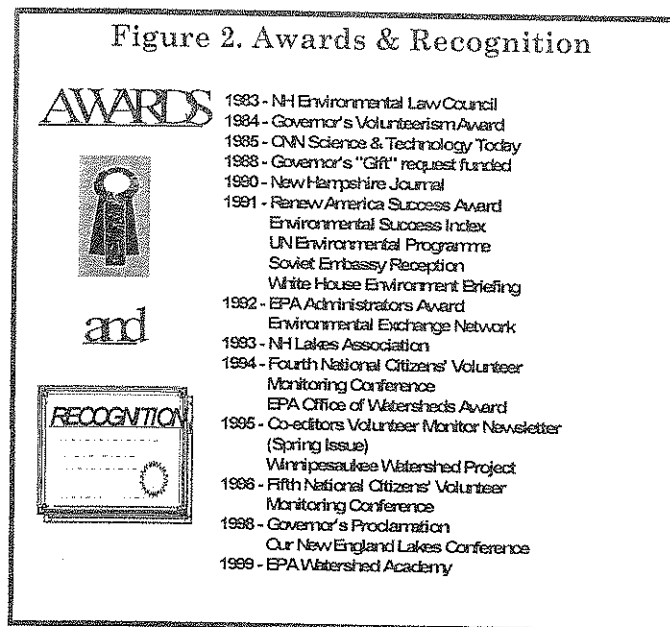 Figure 2. Awards & Recognition
AWARDS
1983 - NH Environmental Law Council
1984 - Governor's Volunteerism Award
1985 - CNN Science & Technology Today
1988 - Governor's "Gift" request funded
1990 - New Hampshire Journal
1991 - Renew America Success Award
Environmental Success Index
UN Environmental Programme
Soviet Embassy Reception
White House Environment Briefing
and
1992 - EPA Administrators Award
Environmental Exchange Network
1993 - NH Lakes Association
1994 - Fourth National Citizens' Volunteer
Monitoring Conference
EPA Office of Watersheds Award
RECOGNITION
1995 - Co-editors Volunteer Monitor Newsletter
(Spring Issue)
Winnipesaukee Watershed Project
1996 - Fifth National Citizens' Volunteer
Monitoring Conference
1998 - Governor's Proclamation
Our New England Lakes Conference
1999 - EPA Watershed Academy